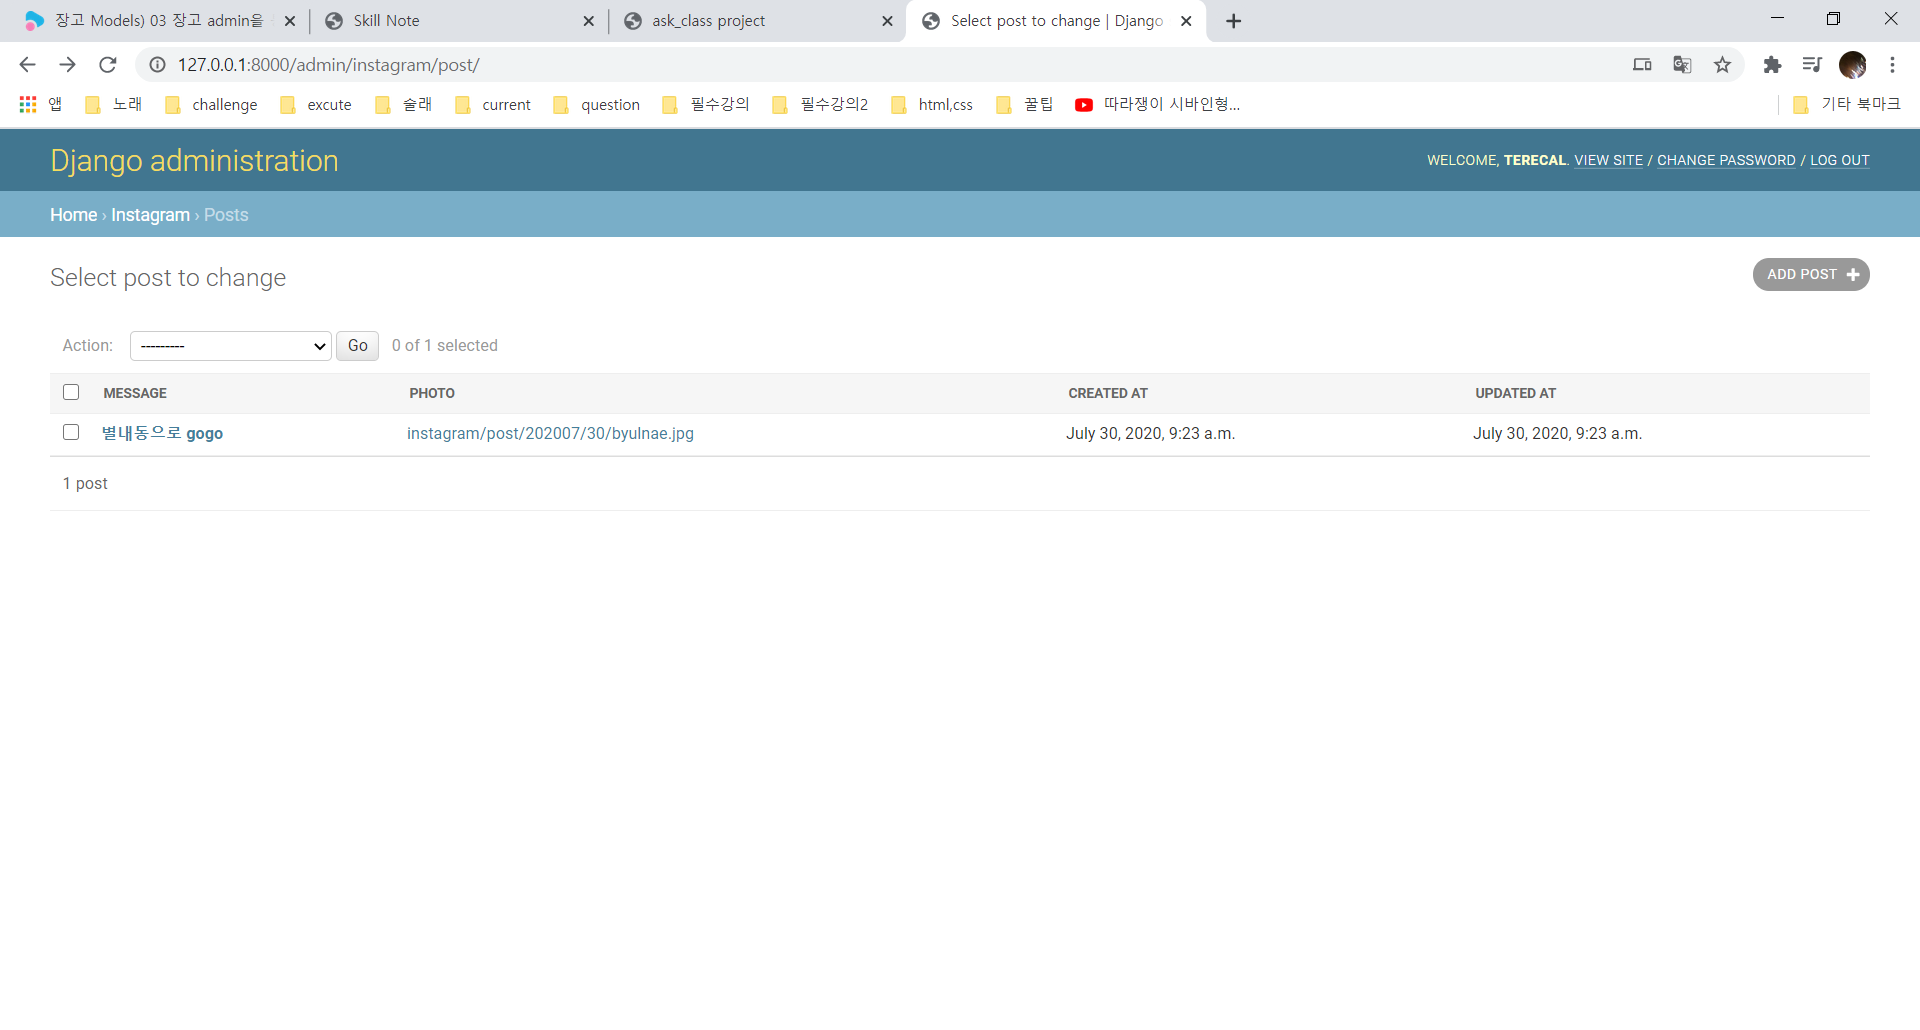 장고 Models) 03 장고 admin을
Skill Note
ask_class project
Select post to change | Django
127.0.0.1:8000/admin/instagram/post/
앱 노래 challenge excute 술래 current question 필수강의 필수강의2 html,css 꿀팁 따라쟁이 시바인형... 기타 북마크
Django administration
WELCOME, TERECAL. VIEW SITE / CHANGE PASSWORD / LOG OUT
Home › Instagram › Posts
Select post to change
ADD POST +
Action: --------- Go 0 of 1 selected
MESSAGE PHOTO CREATED AT UPDATED AT
별내동으로 gogo instagram/post/202007/30/byulnae.jpg July 30, 2020, 9:23 a.m. July 30, 2020, 9:23 a.m.
1 post